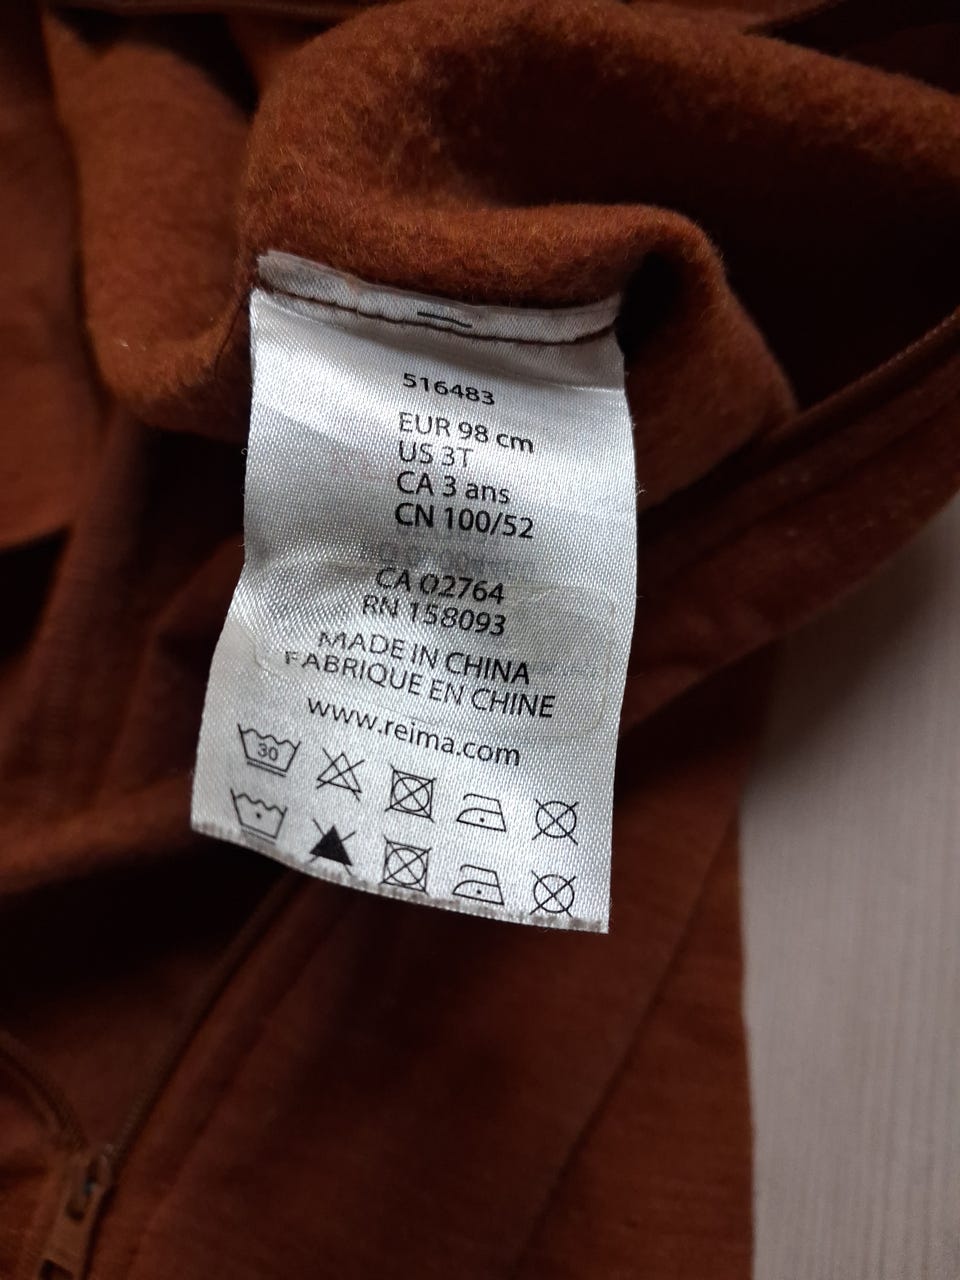 516483
EUR 98 cm
US 3T
CA 3 ans
CN 100/52
CA 02764
RN 158093
MADE IN CHINA
FABRIQUE EN CHINE
www.reima.com
30